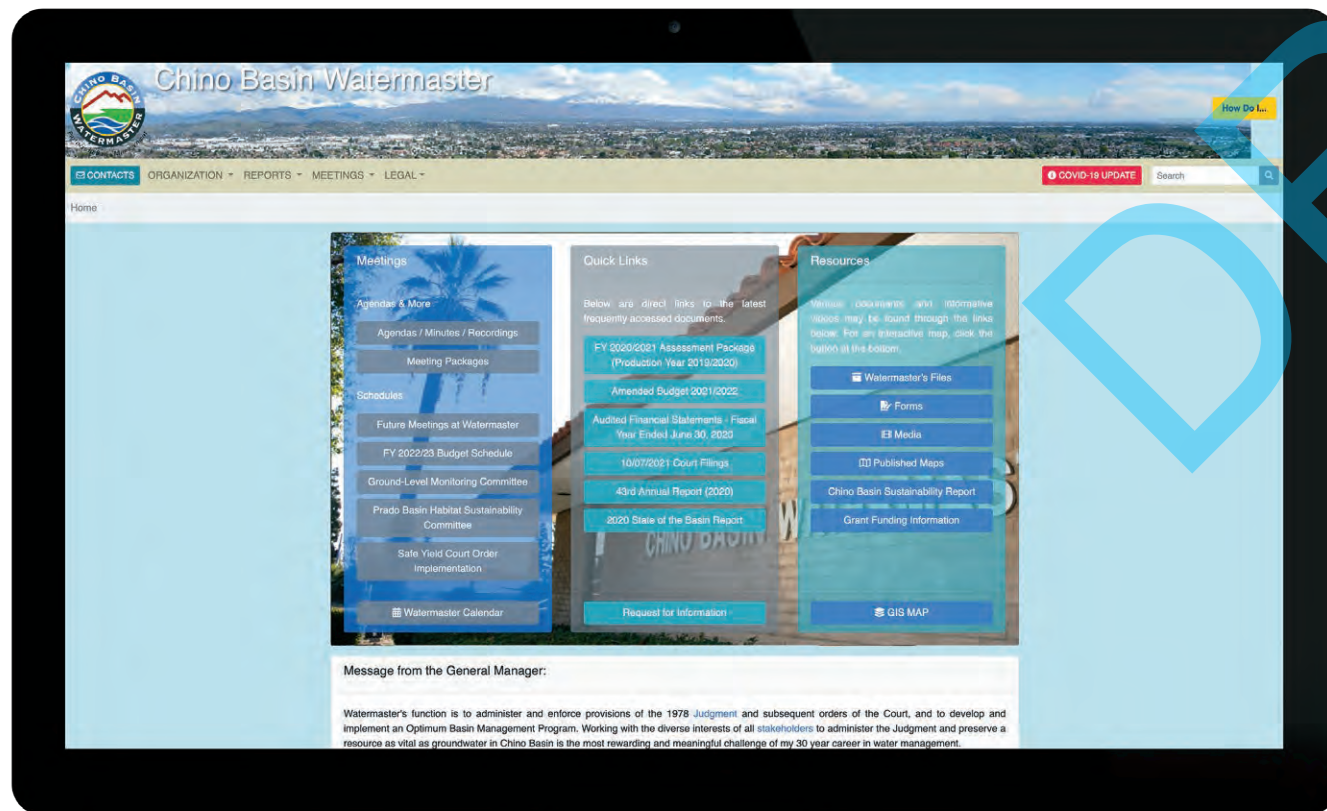 CHINO BASIN
WATERMASTER
Chino Basin Watermaster
How Do I...
CONTACTS ORGANIZATION REPORTS MEETINGS LEGAL
COVID-19 UPDATE
Search
Home
Meetings
Agendas & More
Agendas / Minutes / Recordings
Meeting Packages
Schedules
Future Meetings at Watermaster
FY 2022/23 Budget Schedule
Ground-Level Monitoring Committee
Prado Basin Habitat Sustainability
Committee
Safe Yield Court Order
Implementation
Watermaster Calendar
Quick Links
Below are direct links to the latest
frequently accessed documents.
FY 2020/2021 Assessment Package
(Production Year 2019/2020)
Amended Budget 2021/2022
Audited Financial Statements - Fiscal
Year Ended June 30, 2020
10/07/2021 Court Filings
43rd Annual Report (2020)
2020 State of the Basin Report
Request for Information
CHINO BASIN
Resources
Various documents and informative
videos may be found through the links
below. For an interactive map, click the
button at the bottom.
Watermaster's Files
Forms
Media
Published Maps
Chino Basin Sustainability Report
Grant Funding Information
GIS MAP
Message from the General Manager:
Watermaster's function is to administer and enforce provisions of the 1978 Judgment and subsequent orders of the Court, and to develop and
implement an Optimum Basin Management Program. Working with the diverse interests of all stakeholders to administer the Judgment and preserve a
resource as vital as groundwater in Chino Basin is the most rewarding and meaningful challenge of my 30 year career in water management.